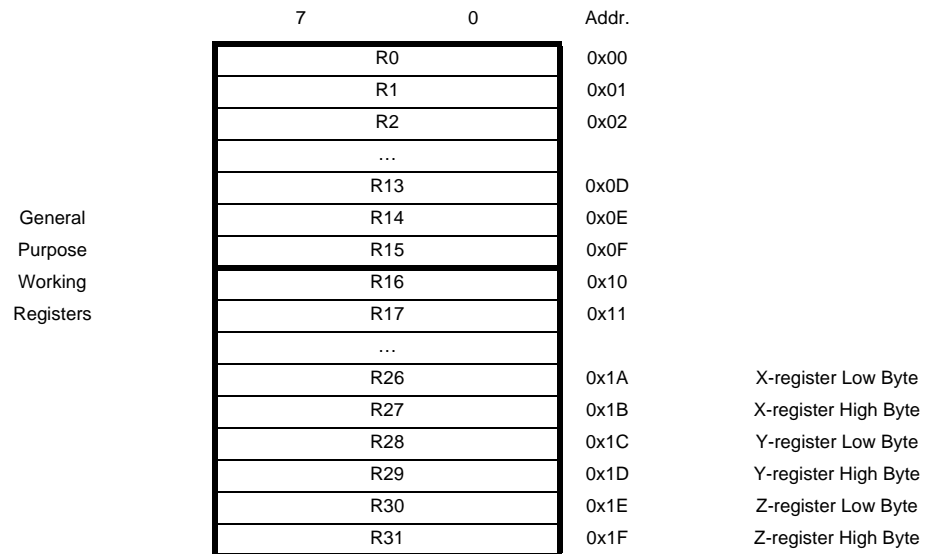 7 0 Addr.
R0 0x00
R1 0x01
R2 0x02
…
R13 0x0D
General R14 0x0E
Purpose R15 0x0F
Working R16 0x10
Registers R17 0x11
…
R26 0x1A X-register Low Byte
R27 0x1B X-register High Byte
R28 0x1C Y-register Low Byte
R29 0x1D Y-register High Byte
R30 0x1E Z-register Low Byte
R31 0x1F Z-register High Byte